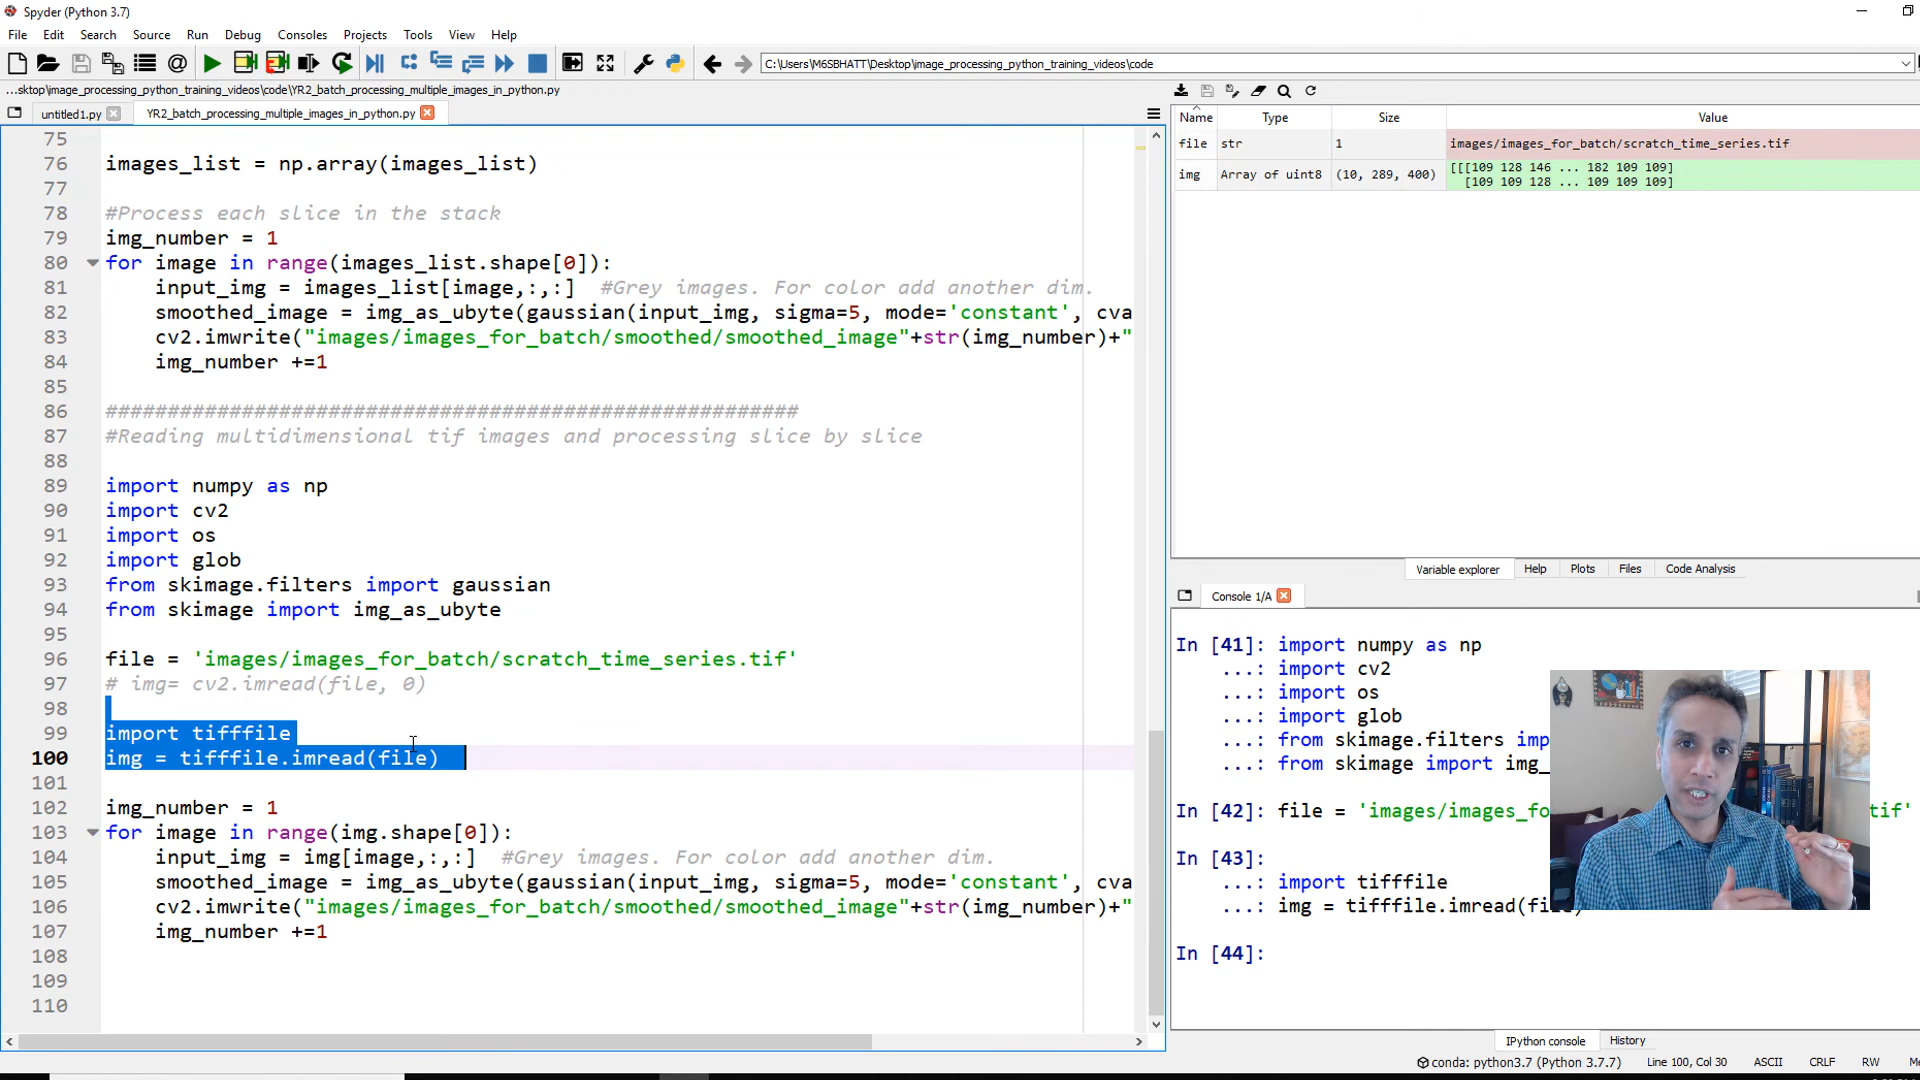 Spyder (Python 3.7)
File Edit Search Source Run Debug Consoles Projects Tools View Help
C:\Users\M6SBHATT\Desktop\image_processing_python_training_videos\code
...sktop\image_processing_python_training_videos\code\YR2_batch_processing_multiple_images_in_python.py
untitled1.py
YR2_batch_processing_multiple_images_in_python.py
75
76 images_list = np.array(images_list)
77
78 #Process each slice in the stack
79 img_number = 1
80 for image in range(images_list.shape[0]):
81 input_img = images_list[image,:,:] #Grey images. For color add another dim.
82 smoothed_image = img_as_ubyte(gaussian(input_img, sigma=5, mode='constant', cva
83 cv2.imwrite("images/images_for_batch/smoothed/smoothed_image"+str(img_number)+"
84 img_number +=1
85
86 ########################################################
87 #Reading multidimensional tif images and processing slice by slice
88
89 import numpy as np
90 import cv2
91 import os
92 import glob
93 from skimage.filters import gaussian
94 from skimage import img_as_ubyte
95
96 file = 'images/images_for_batch/scratch_time_series.tif'
97 # img= cv2.imread(file, 0)
98
99 import tifffile
100 img = tifffile.imread(file)
101
102 img_number = 1
103 for image in range(img.shape[0]):
104 input_img = img[image,:,:] #Grey images. For color add another dim.
105 smoothed_image = img_as_ubyte(gaussian(input_img, sigma=5, mode='constant', cva
106 cv2.imwrite("images/images_for_batch/smoothed/smoothed_image"+str(img_number)+"
107 img_number +=1
108
109
110
Name Type Size Value
file str 1 images/images_for_batch/scratch_time_series.tif
img Array of uint8 (10, 289, 400) [[[109 128 146 ... 182 109 109]
[109 109 128 ... 109 109 109]
Variable explorer Help Plots Files Code Analysis
Console 1/A
In [41]: import numpy as np
...: import cv2
...: import os
...: import glob
...: from skimage.filters imp
...: from skimage import img_
In [42]: file = 'images/images_fo tif'
In [43]:
...: import tifffile
...: img = tifffile.imread(file)
In [44]:
IPython console History
conda: python3.7 (Python 3.7.7) Line 100, Col 30 ASCII CRLF RW